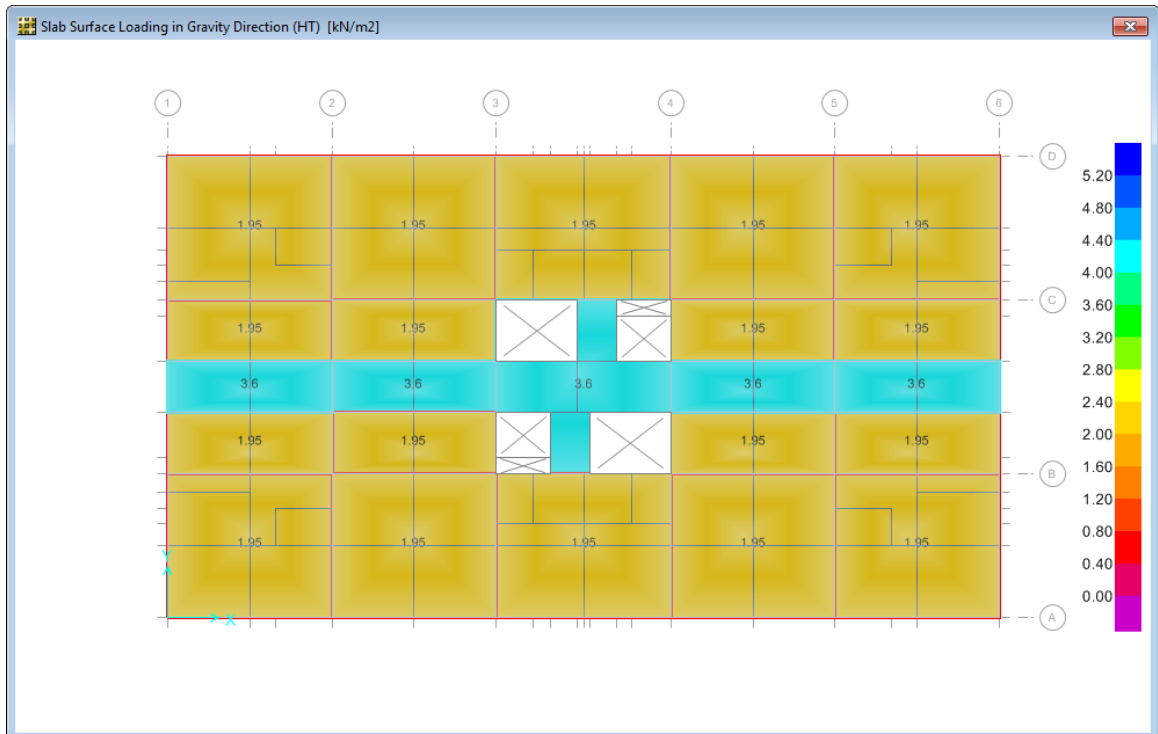 Slab Surface Loading in Gravity Direction (HT) [kN/m2]
1 2 3 4 5 6
D
1.95 1.95 1.95 1.95 1.95
C
1.95 1.95 1.95 1.95
3.6 3.6 3.6 3.6 3.6
1.95 1.95 1.95 1.95
B
1.95 1.95 1.95 1.95 1.95
Y
X
A
5.20
4.80
4.40
4.00
3.60
3.20
2.80
2.40
2.00
1.60
1.20
0.80
0.40
0.00